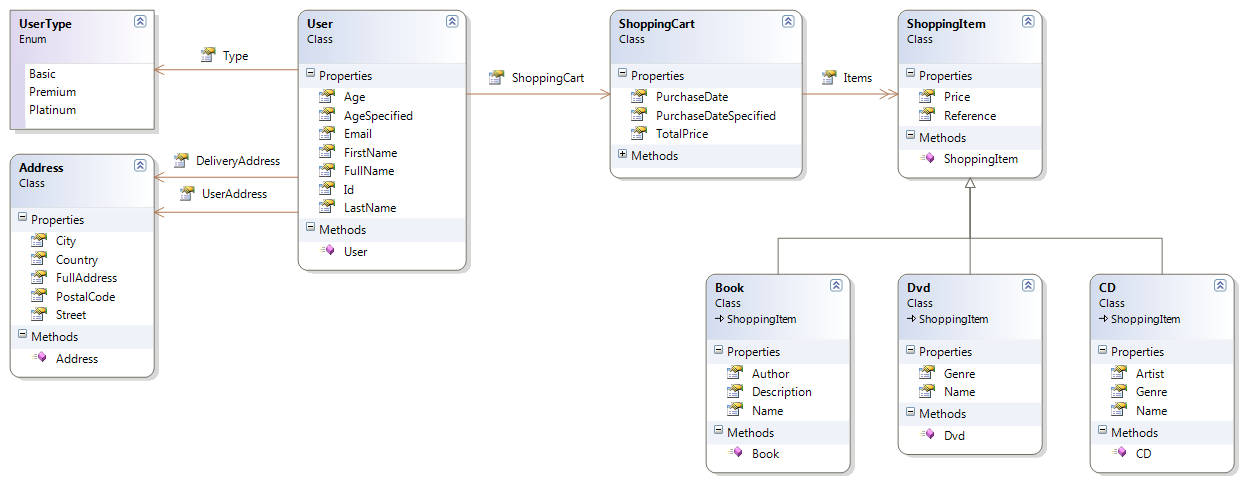 UserType
Enum
Basic
Premium
Platinum
Type
User
Class
Properties
Age
AgeSpecified
Email
FirstName
FullName
Id
LastName
Methods
User
DeliveryAddress
UserAddress
Address
Class
Properties
City
Country
FullAddress
PostalCode
Street
Methods
Address
ShoppingCart
ShoppingCart
Class
Properties
PurchaseDate
PurchaseDateSpecified
TotalPrice
Methods
Items
ShoppingItem
Class
Properties
Price
Reference
Methods
ShoppingItem
Book
Class
ShoppingItem
Properties
Author
Description
Name
Methods
Book
Dvd
Class
ShoppingItem
Properties
Genre
Name
Methods
Dvd
CD
Class
ShoppingItem
Properties
Artist
Genre
Name
Methods
CD